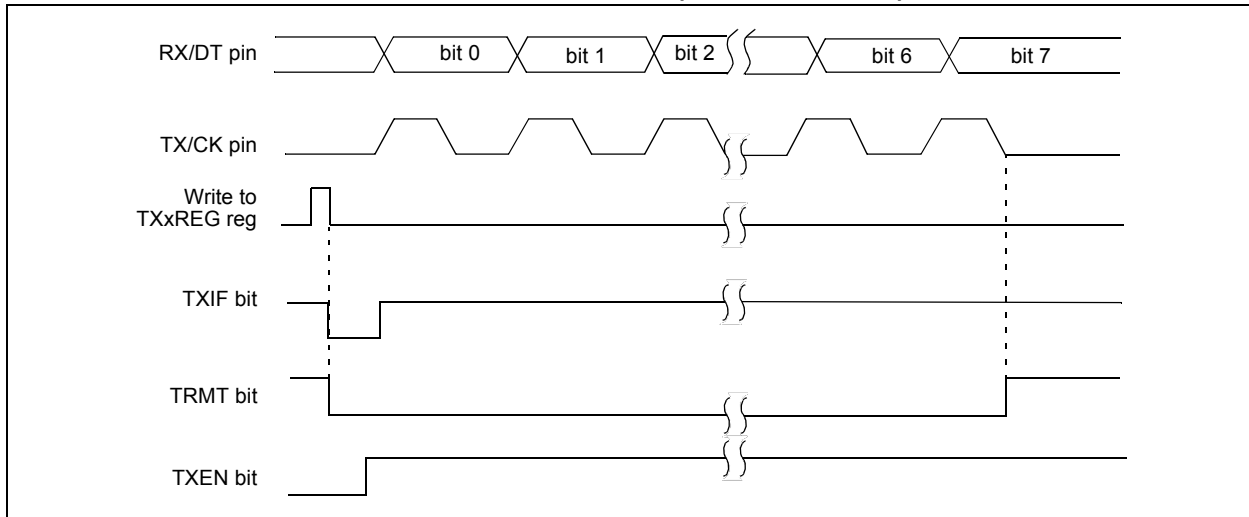 RX/DT pin
bit 0
bit 1
bit 2
bit 6
bit 7
TX/CK pin
Write to
TXxREG reg
TXIF bit
TRMT bit
TXEN bit